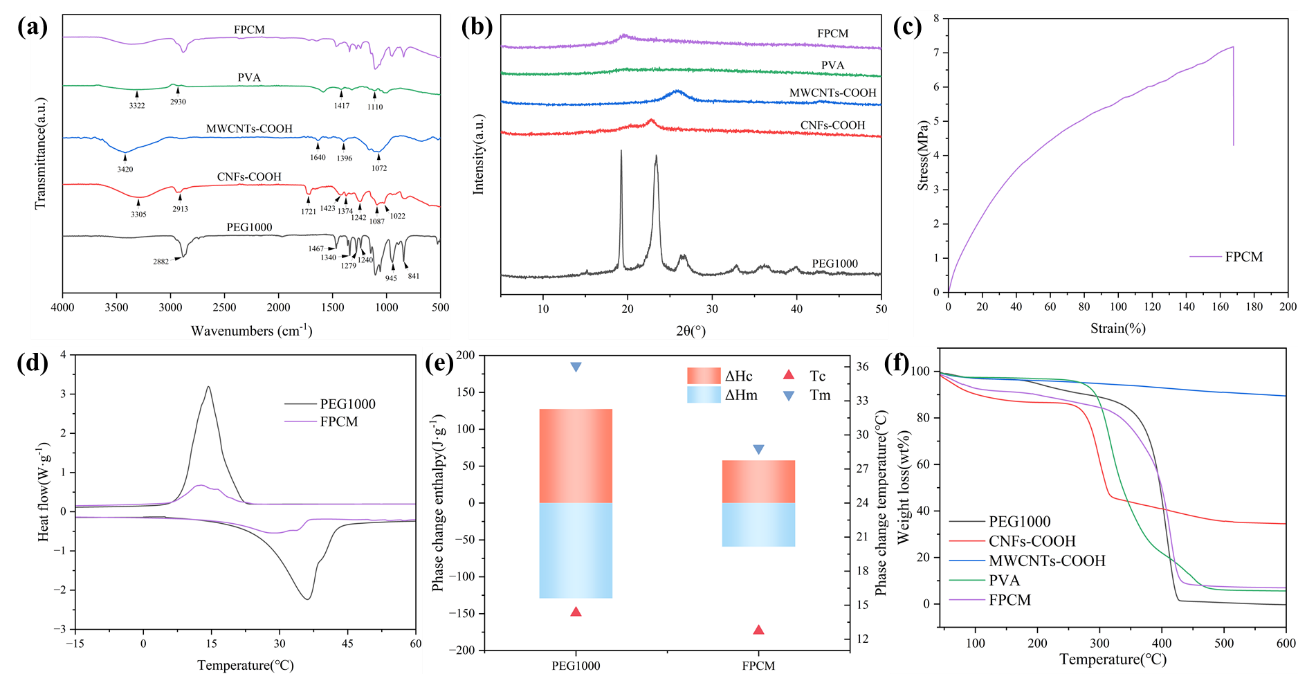 (a)
FPCM
PVA
3322
2930
1417
1110
MWCNTs-COOH
3420
1640
1396
1072
CNFs-COOH
3305
2913
1721
1423
1374
1242
1087
1022
PEG1000
2882
1467
1340
1279
1240
945
841
Transmittance(a.u.)
4000 3500 3000 2500 2000 1500 1000 500
Wavenumbers (cm-1)
(b)
FPCM
PVA
MWCNTs-COOH
CNFs-COOH
PEG1000
Intensity(a.u.)
10 20 30 40 50
2θ(°)
(c)
8
7
6
5
4
3
2
1
0
Stress(MPa)
FPCM
0 20 40 60 80 100 120 140 160 180 200
Strain(%)
(d)
4
3
2
1
0
−1
−2
−3
Heat flow(W·g-1)
PEG1000
FPCM
−15 0 15 30 45 60
Temperature(℃)
(e)
200
150
100
50
0
−50
−100
−150
−200
Phase change enthalpy(J·g-1)
ΔHc Tc
ΔHm Tm
36
33
30
27
24
21
18
15
12
Phase change temperature(℃)
PEG1000 FPCM
(f)
100
80
60
40
20
0
Weight loss(wt%)
PEG1000
CNFs-COOH
MWCNTs-COOH
PVA
FPCM
100 200 300 400 500 600
Temperature(℃)